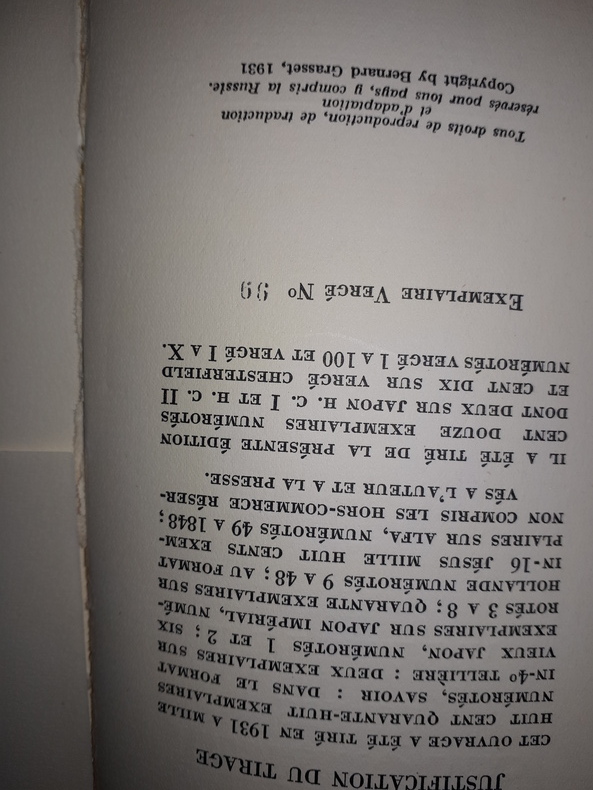 JUSTIFICATION DU TIRAGE
CET OUVRAGE A ÉTÉ TIRÉ EN 1931 A MILLE
HUIT CENT QUARANTE-HUIT EXEMPLAIRES
NUMÉROTÉS, SAVOIR : DANS LE FORMAT
IN-4º TELLIÈRE : DEUX EXEMPLAIRES SUR
VIEUX JAPON, NUMÉROTÉS 1 ET 2 ; SIX
EXEMPLAIRES SUR JAPON IMPÉRIAL, NUMÉ-
ROTÉS 3 A 8 ; QUARANTE EXEMPLAIRES SUR
HOLLANDE NUMÉROTÉS 9 A 48 ; AU FORMAT
IN-16 JÉSUS MILLE HUIT CENTS EXEM-
PLAIRES SUR ALFA, NUMÉROTÉS 49 A 1848 ;
NON COMPRIS LES HORS-COMMERCE RÉSER-
VÉS A L'AUTEUR ET A LA PRESSE.
IL A ÉTÉ TIRÉ DE LA PRÉSENTE ÉDITION
CENT DOUZE EXEMPLAIRES NUMÉROTÉS
DONT DEUX SUR JAPON H. C. I ET H. C. II
ET CENT DIX SUR VERGÉ CHESTERFIELD
NUMÉROTÉS VERGÉ 1 A 100 ET VERGÉ I A X.
EXEMPLAIRE VERGÉ Nº 99
Tous droits de reproduction, de traduction
et d'adaptation
réservés pour tous pays, y compris la Russie.
Copyright by Bernard Grasset, 1931